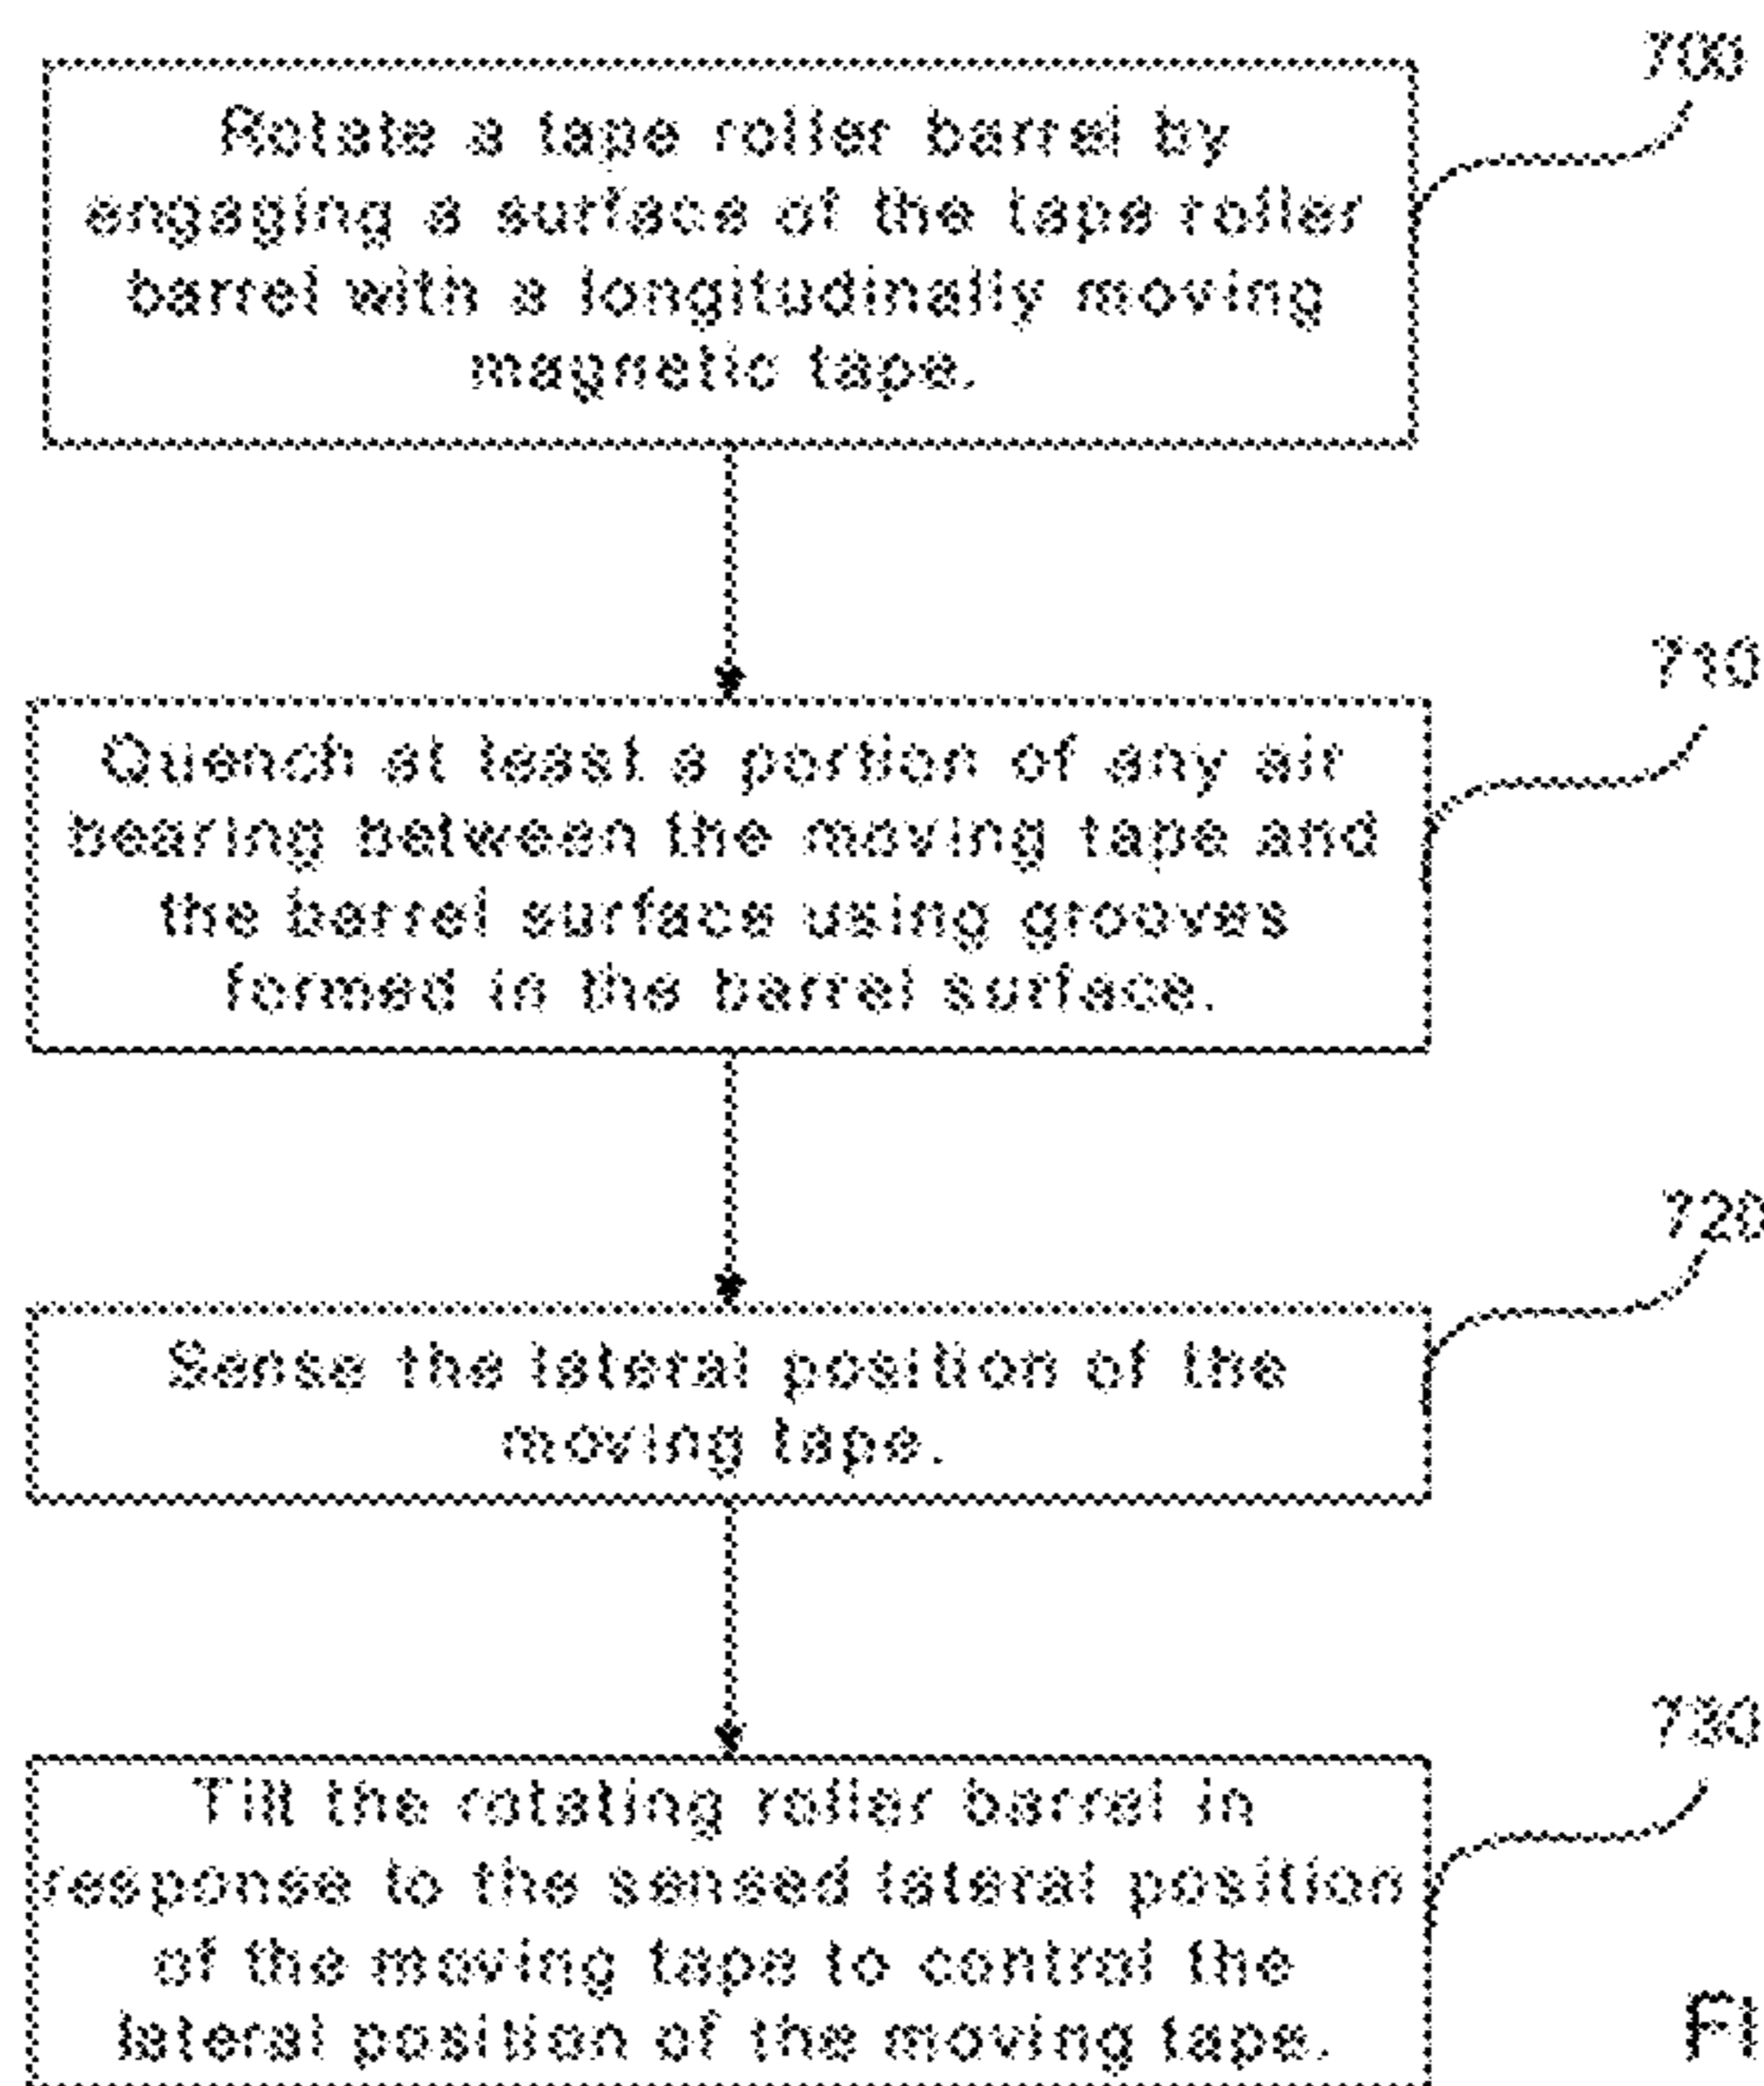 700
Rotate a tape roller barrel by
engaging a surface of the tape roller
barrel with a longitudinally moving
magnetic tape.
710
Quench at least a portion of any air
bearing between the moving tape and
the barrel surface using grooves
formed in the barrel surface.
720
Sense the lateral position of the
moving tape.
730
Tilt the rotating roller barrel in
response to the sensed lateral position
of the moving tape to control the
lateral position of the moving tape.
FI